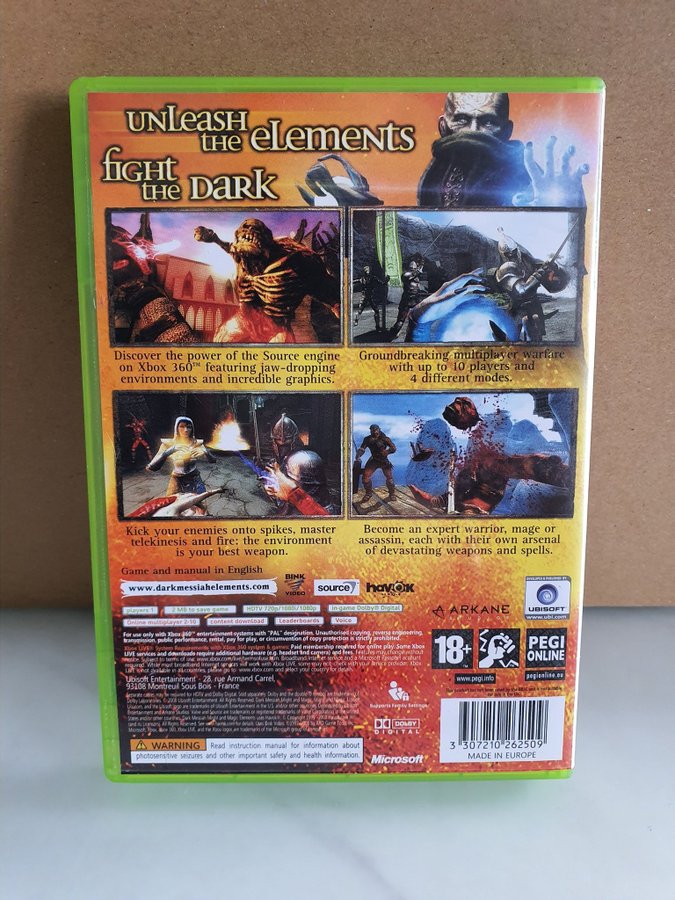 UNLEASH
THE ELEMENTS
FIGHT
THE DARK
Discover the power of the Source engine
on Xbox 360™ featuring jaw-dropping
environments and incredible graphics.
Groundbreaking multiplayer warfare
with up to 10 players and
4 different modes.
Kick your enemies onto spikes, master
telekinesis and fire: the environment
is your best weapon.
Become an expert warrior, mage or
assassin, each with their own arsenal
of devastating weapons and spells.
Game and manual in English
www.darkmessiahelements.com
BINK
VIDEO
source
havok
DEVELOPED & PUBLISHED BY
UBISOFT
www.ubi.com
players 1
2 MB to save game
HDTV 720p/1080i/1080p
in-game Dolby® Digital
Online multiplayer 2-10
content download
Leaderboards
Voice
ARKANE
For use only with Xbox 360™ entertainment systems with "PAL" designation. Unauthorised copying, reverse engineering,
transmission, public performance, rental, pay for play, or circumvention of copy protection is strictly prohibited.
Ubisoft Entertainment - 28, rue Armand Carrel,
93108 Montreuil Sous Bois - France
18+
www.pegi.info
PEGI
ONLINE
pegionline.eu
Supports Family Settings
DOLBY
DIGITAL
WARNING Read instruction manual for information about
photosensitive seizures and other important safety & health information.
Microsoft
3 307210 262509
MADE IN EUROPE